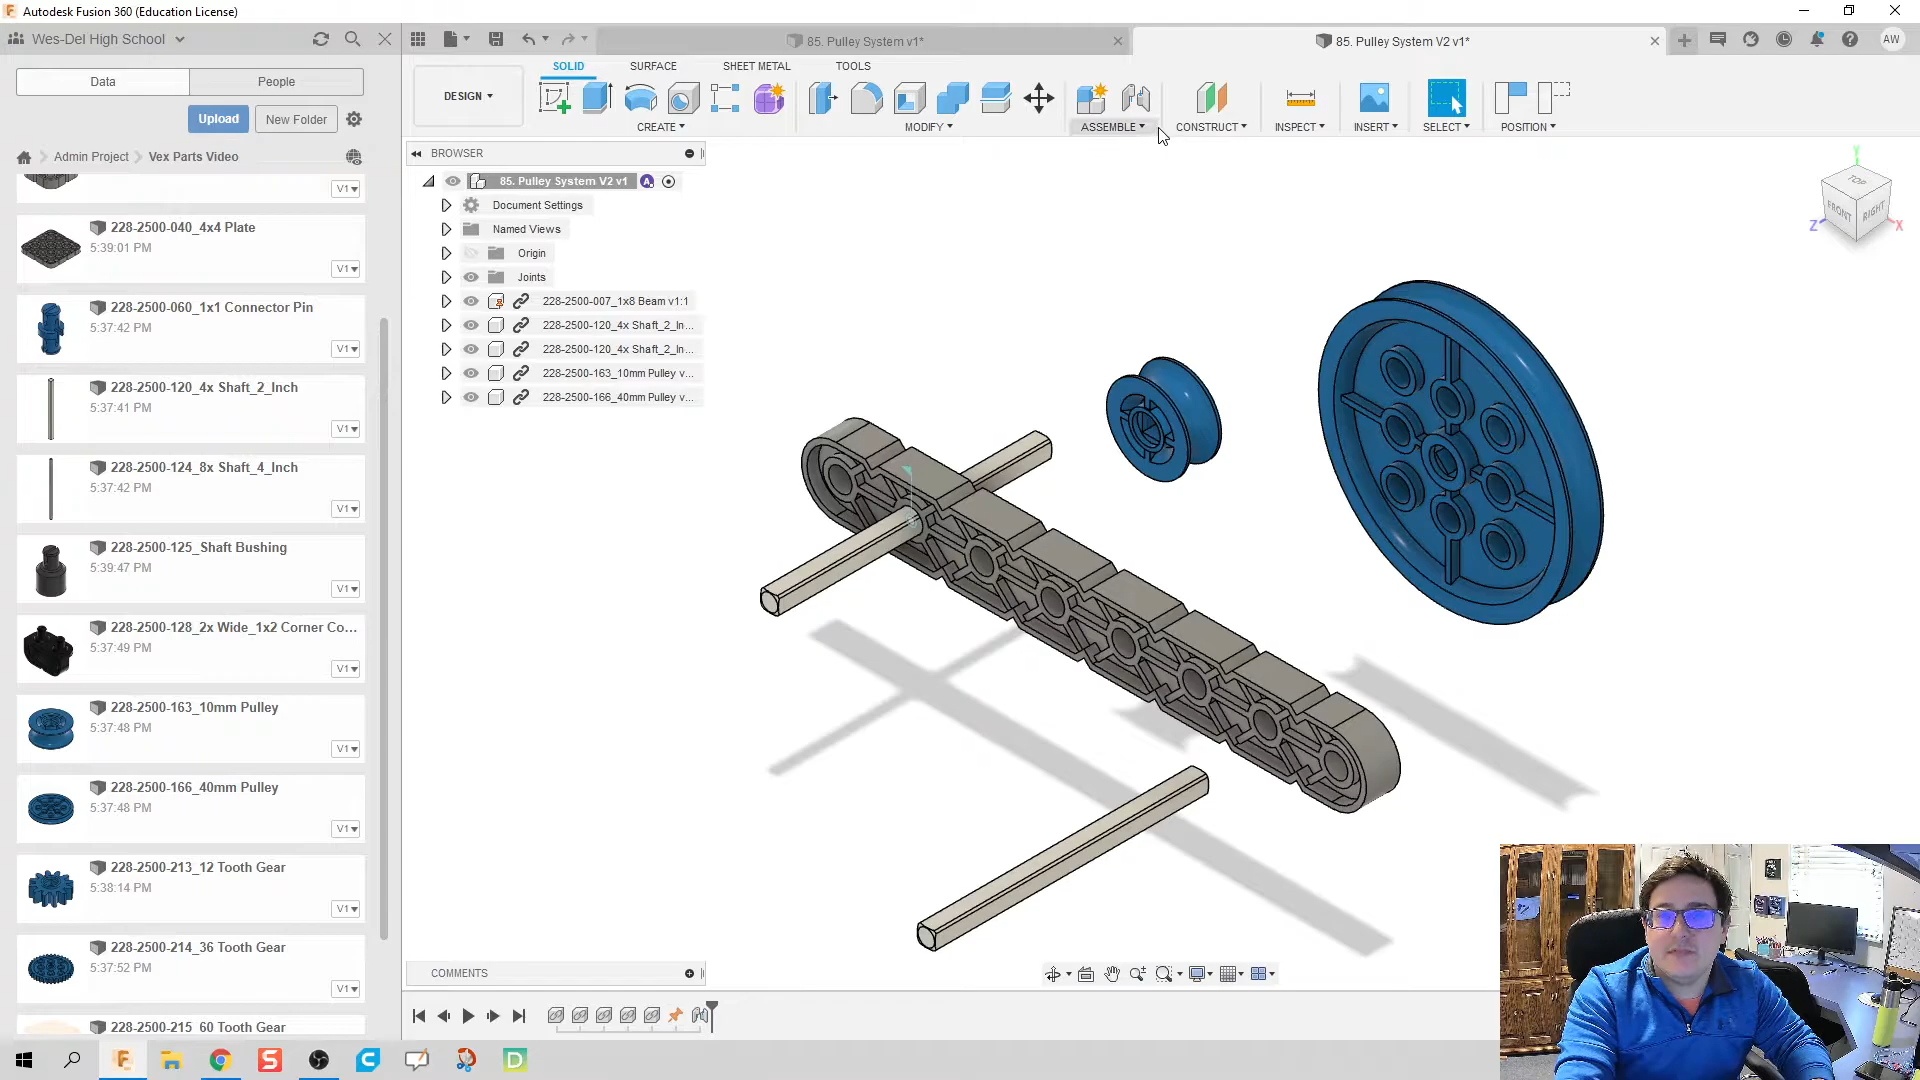 Autodesk Fusion 360 (Education License)
Wes-Del High School
85. Pulley System v1*
85. Pulley System V2 v1*
AW
Data
People
SOLID
SURFACE
SHEET METAL
TOOLS
DESIGN
Upload
New Folder
CREATE
MODIFY
ASSEMBLE
CONSTRUCT
INSPECT
INSERT
SELECT
POSITION
Admin Project
Vex Parts Video
BROWSER
85. Pulley System V2 v1
A
Document Settings
Named Views
Origin
Joints
228-2500-007_1x8 Beam v1:1
228-2500-120_4x Shaft_2_In...
228-2500-120_4x Shaft_2_In...
228-2500-163_10mm Pulley v...
228-2500-166_40mm Pulley v...
V1
228-2500-040_4x4 Plate
5:39:01 PM
V1
228-2500-060_1x1 Connector Pin
5:37:42 PM
V1
228-2500-120_4x Shaft_2_Inch
5:37:41 PM
V1
228-2500-124_8x Shaft_4_Inch
5:37:42 PM
V1
228-2500-125_Shaft Bushing
5:39:47 PM
V1
228-2500-128_2x Wide_1x2 Corner Co...
5:37:49 PM
V1
228-2500-163_10mm Pulley
5:37:48 PM
V1
228-2500-166_40mm Pulley
5:37:48 PM
V1
228-2500-213_12 Tooth Gear
5:38:14 PM
V1
228-2500-214_36 Tooth Gear
5:37:52 PM
V1
228-2500-215_60 Tooth Gear
Y
TOP
FRONT
RIGHT
Z
X
COMMENTS